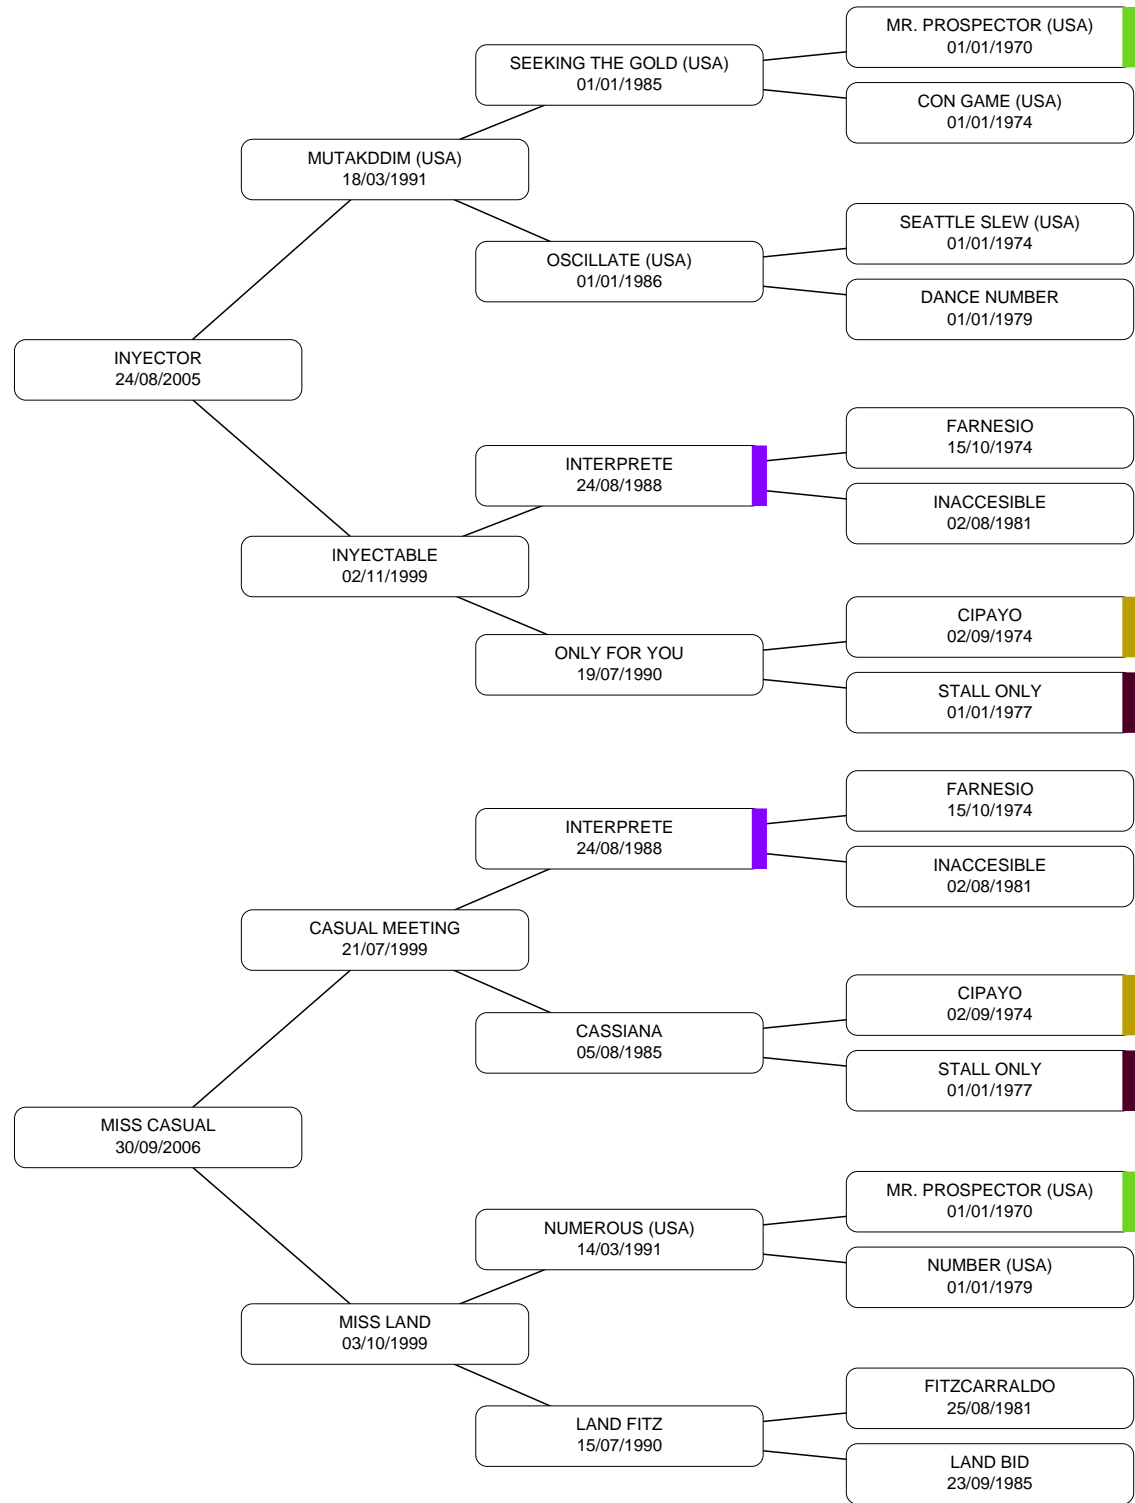 MR. PROSPECTOR (USA)
01/01/1970
SEEKING THE GOLD (USA)
01/01/1985
CON GAME (USA)
01/01/1974
MUTAKDDIM (USA)
18/03/1991
SEATTLE SLEW (USA)
01/01/1974
OSCILLATE (USA)
01/01/1986
DANCE NUMBER
01/01/1979
INYECTOR
24/08/2005
FARNESIO
15/10/1974
INTERPRETE
24/08/1988
INACCESIBLE
02/08/1981
INYECTABLE
02/11/1999
CIPAYO
02/09/1974
ONLY FOR YOU
19/07/1990
STALL ONLY
01/01/1977
FARNESIO
15/10/1974
INTERPRETE
24/08/1988
INACCESIBLE
02/08/1981
CASUAL MEETING
21/07/1999
CIPAYO
02/09/1974
CASSIANA
05/08/1985
STALL ONLY
01/01/1977
MISS CASUAL
30/09/2006
MR. PROSPECTOR (USA)
01/01/1970
NUMEROUS (USA)
14/03/1991
NUMBER (USA)
01/01/1979
MISS LAND
03/10/1999
FITZCARRALDO
25/08/1981
LAND FITZ
15/07/1990
LAND BID
23/09/1985